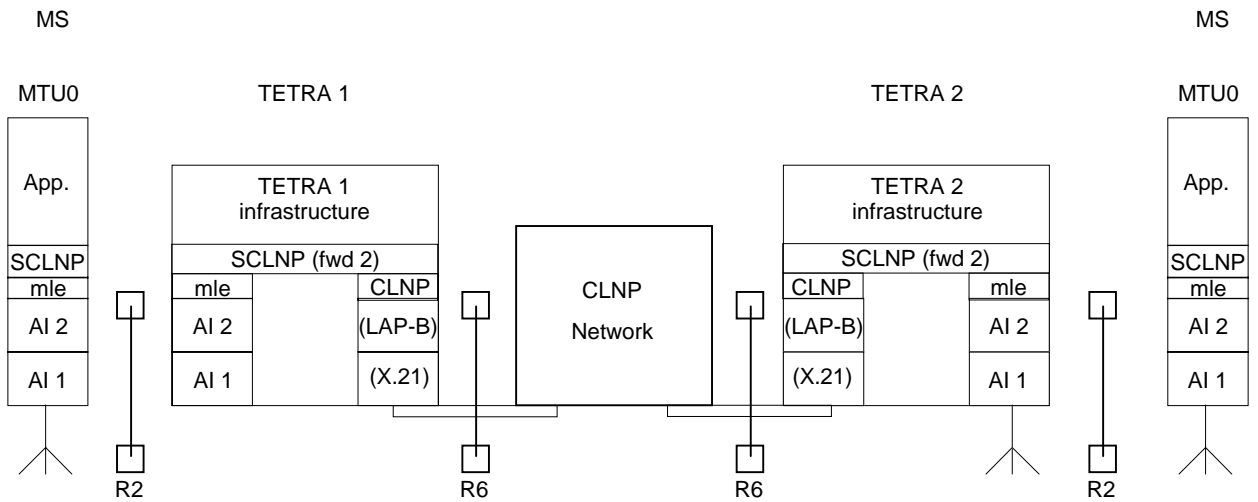 MS
MS
MTU0
TETRA 1
TETRA 2
MTU0
App.
TETRA 1
infrastructure
TETRA 2
infrastructure
App.
SCLNP
SCLNP (fwd 2)
CLNP
Network
SCLNP (fwd 2)
SCLNP
mle
mle
CLNP
CLNP
mle
mle
AI 2
AI 2
(LAP-B)
(LAP-B)
AI 2
AI 2
AI 1
AI 1
(X.21)
(X.21)
AI 1
AI 1
R2
R6
R6
R2